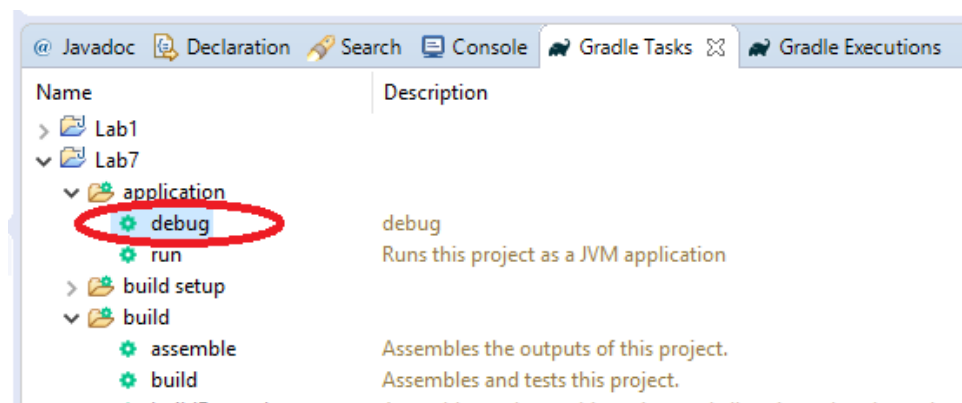 @ Javadoc Declaration Search Console Gradle Tasks Gradle Executions
Name Description
Lab1
Lab7
application
debug debug
run Runs this project as a JVM application
build setup
build
assemble Assembles the outputs of this project.
build Assembles and tests this project.